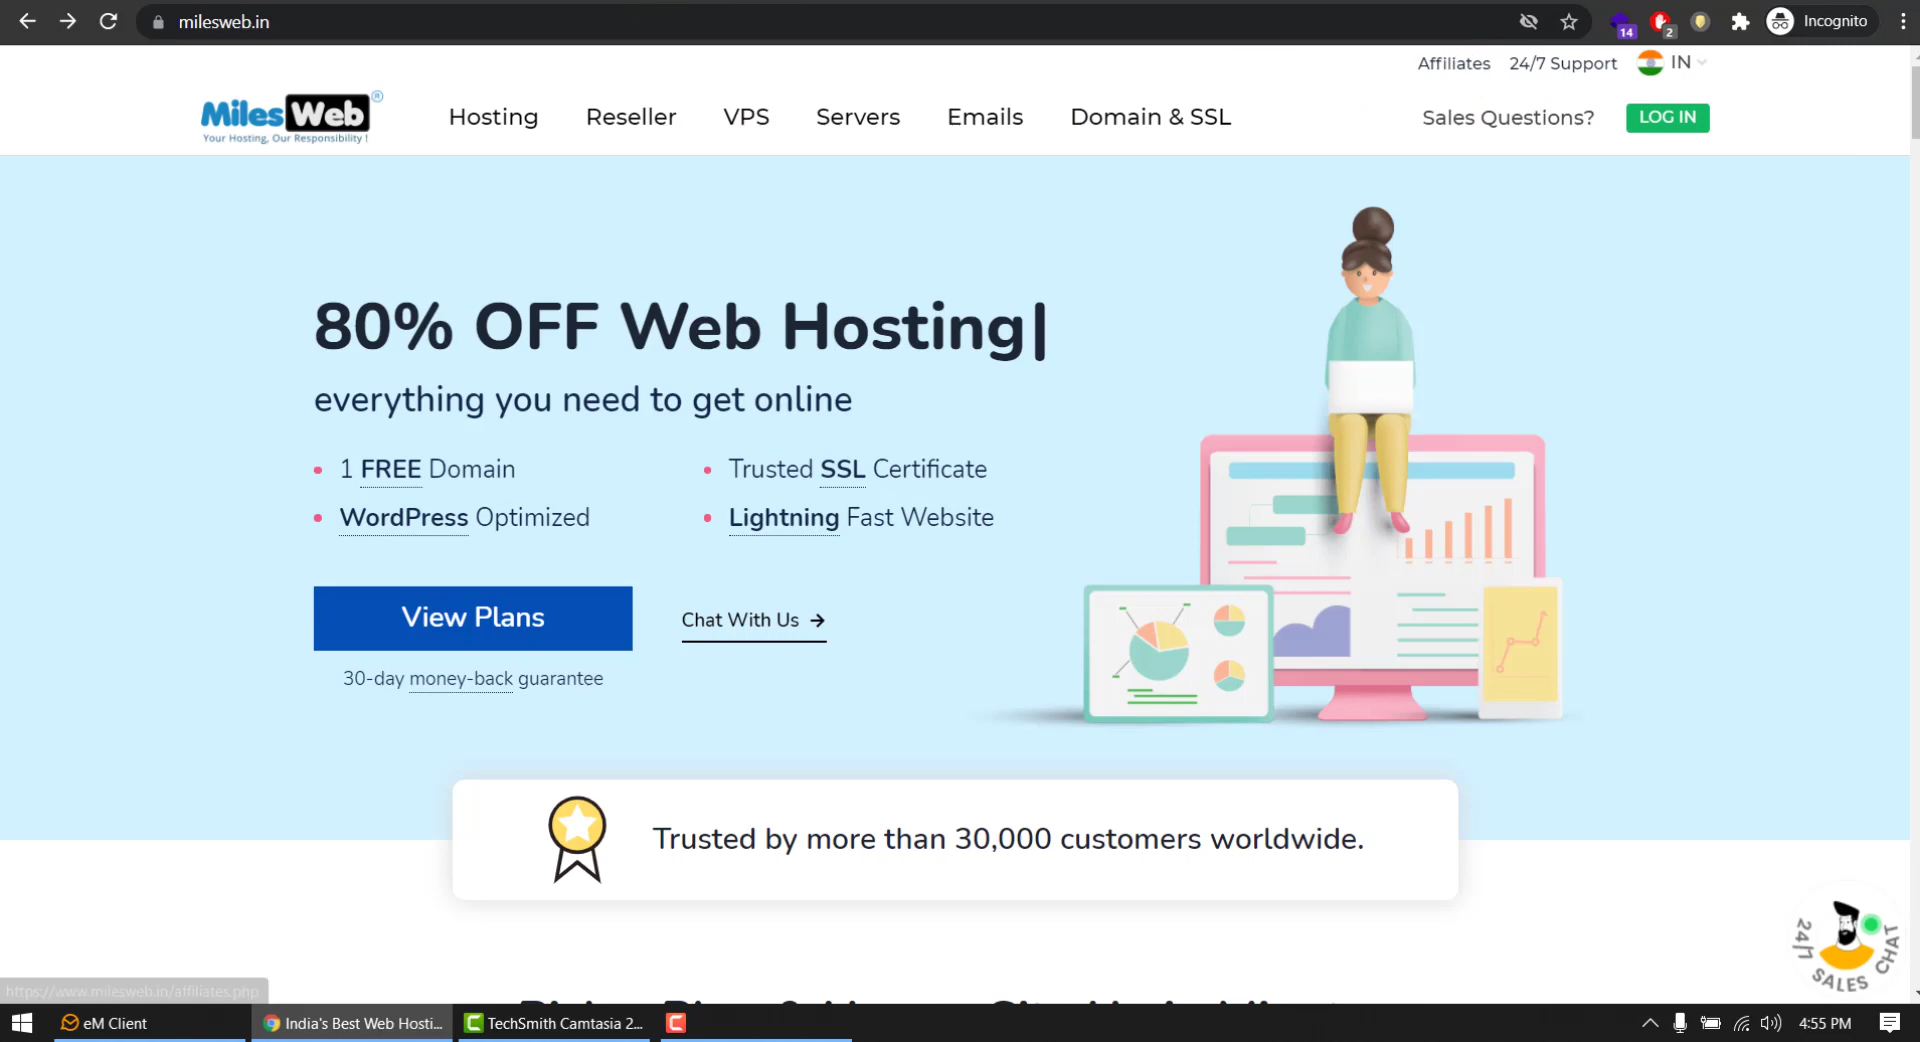 milesweb.in
14
2
Incognito
Affiliates 24/7 Support IN
MilesWeb®
Your Hosting, Our Responsibility !
Hosting Reseller VPS Servers Emails Domain & SSL
Sales Questions? LOG IN
80% OFF Web Hosting|
everything you need to get online
1 FREE Domain
Trusted SSL Certificate
WordPress Optimized
Lightning Fast Website
View Plans
Chat With Us →
30-day money-back guarantee
Trusted by more than 30,000 customers worldwide.
24/7 SALES CHAT
https://www.milesweb.in/affiliates.php
eM Client
India's Best Web Hosti...
TechSmith Camtasia 2...
4:55 PM